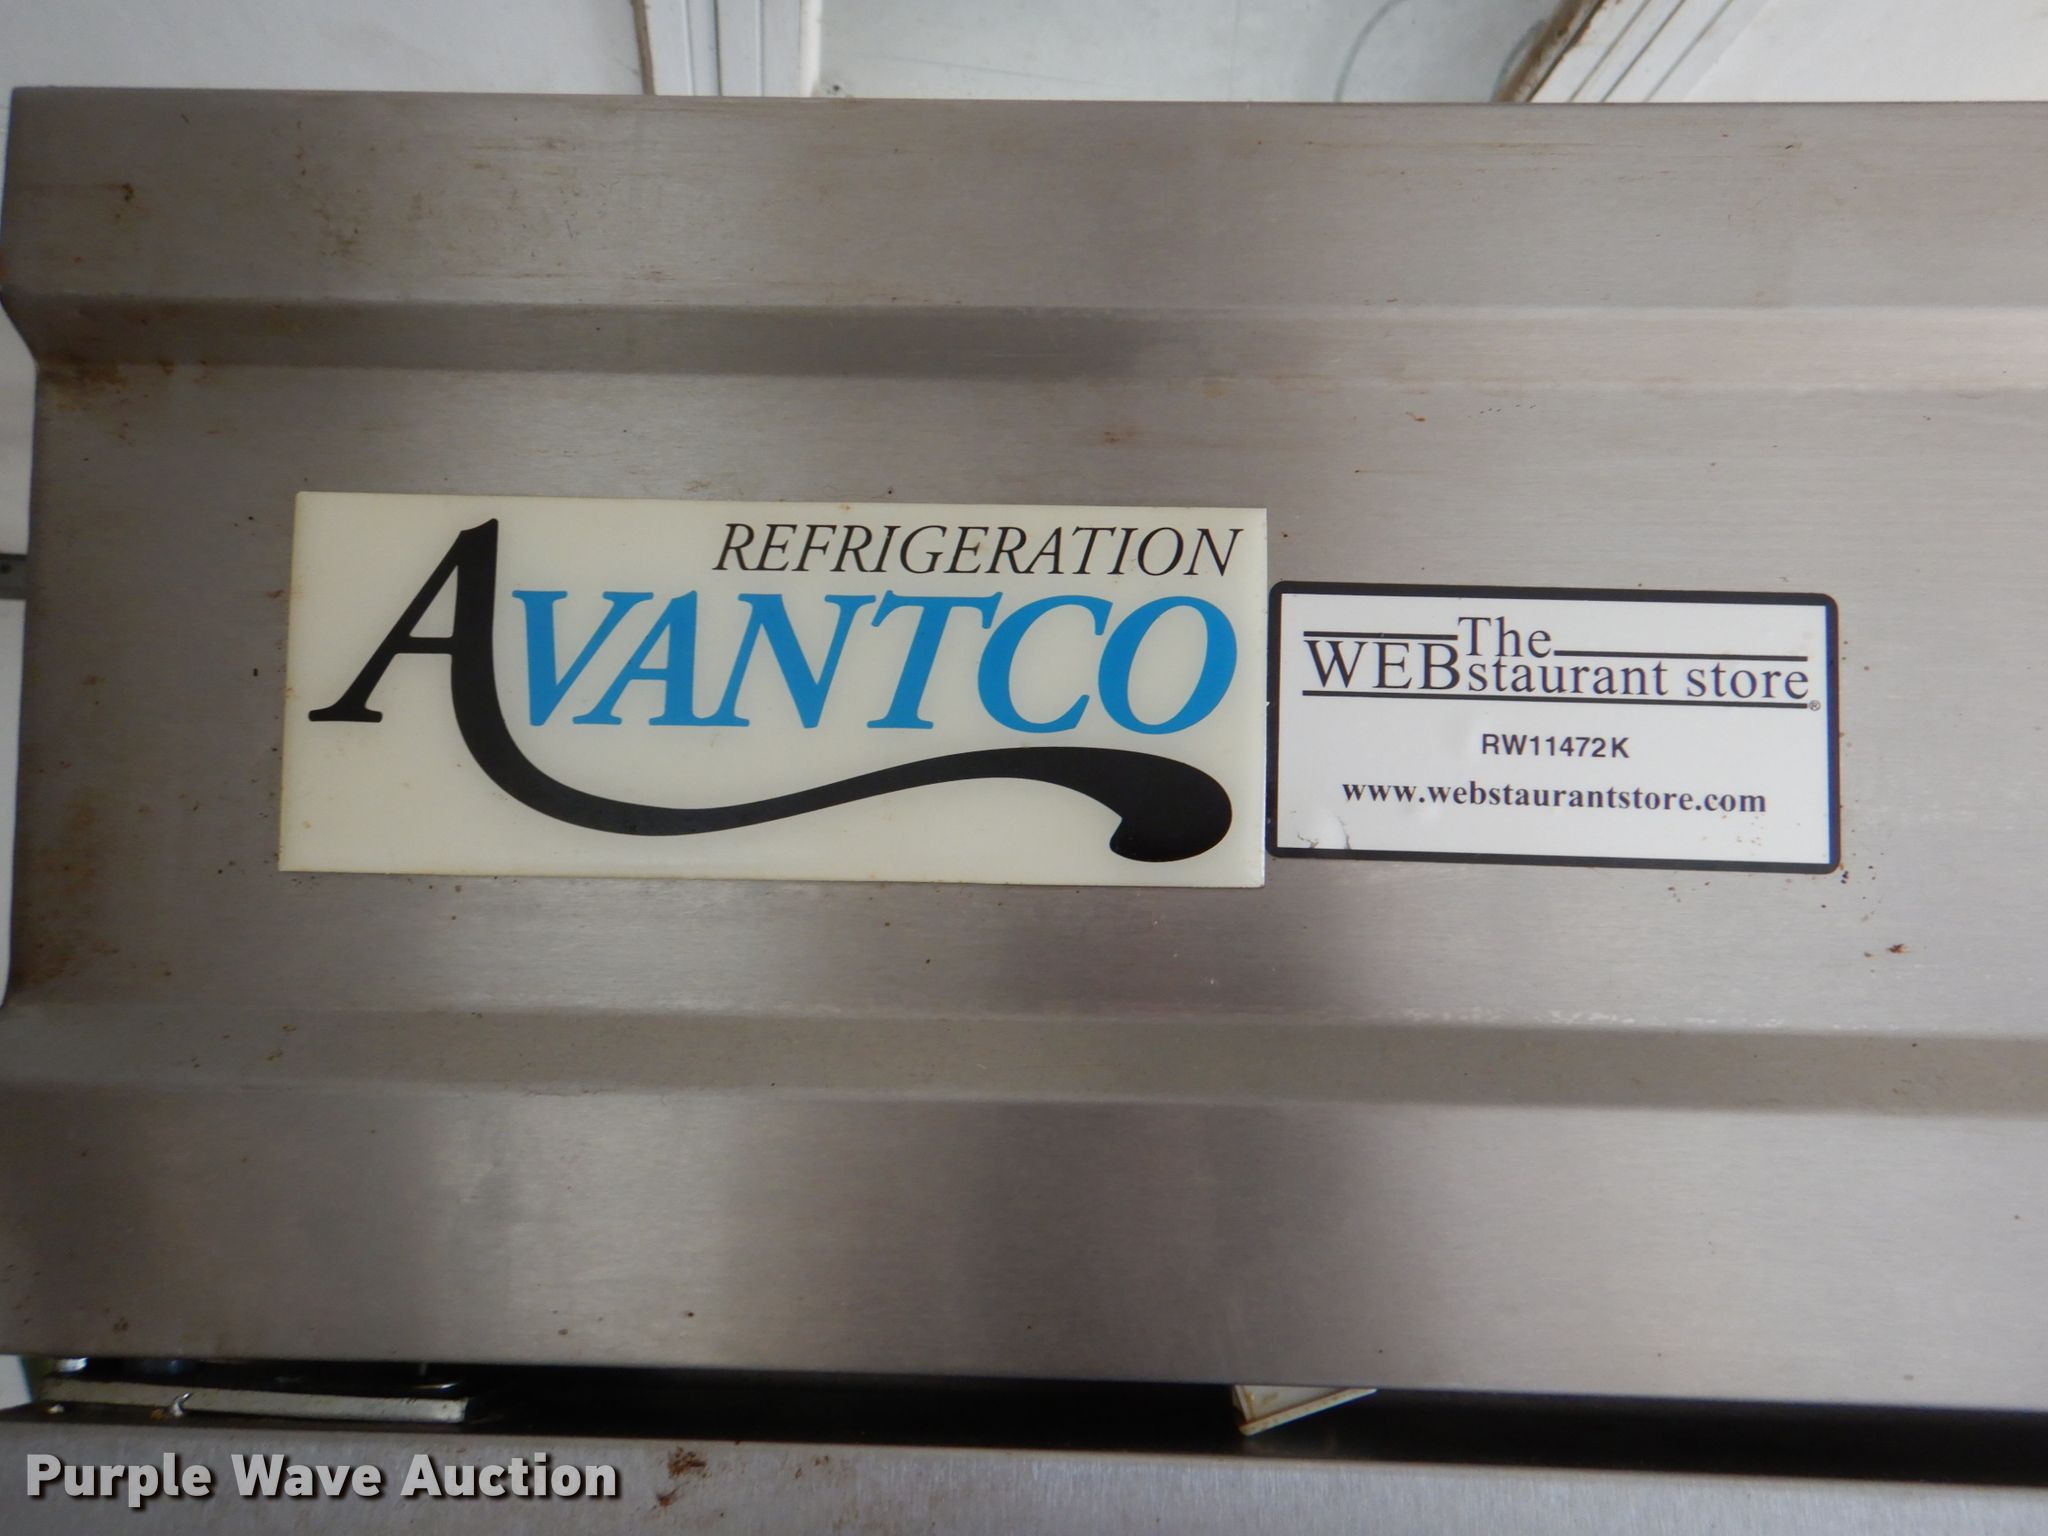 REFRIGERATION
AVANTCO
The
WEBstaurant store®
RW11472K
www.webstaurantstore.com
Purple Wave Auction